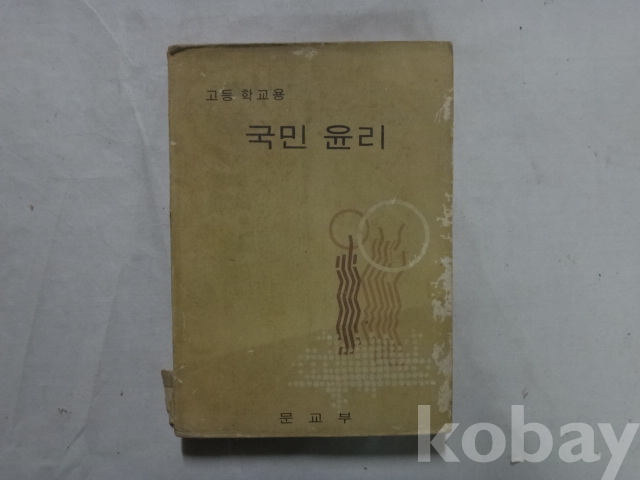 고등 학교용
국민 윤리
문교부
kobay